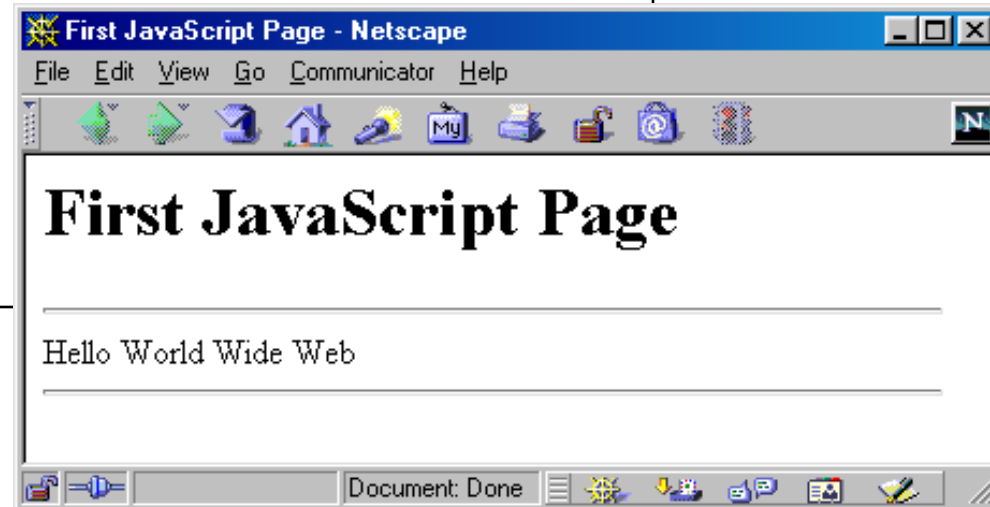 First JavaScript Page - Netscape
File Edit View Go Communicator Help
My
N
First JavaScript Page
Hello World Wide Web
Document: Done